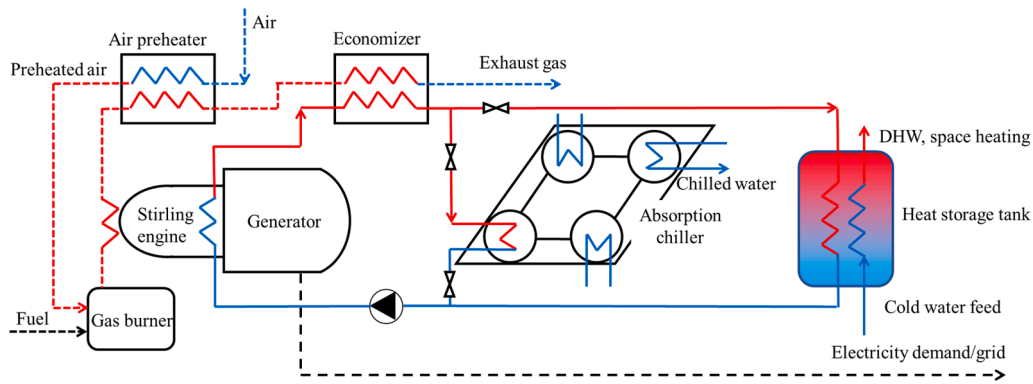 Air
Air preheater
Economizer
Preheated air
Exhaust gas
DHW, space heating
Chilled water
Stirling
engine
Generator
Absorption
chiller
Heat storage tank
Fuel
Gas burner
Cold water feed
Electricity demand/grid